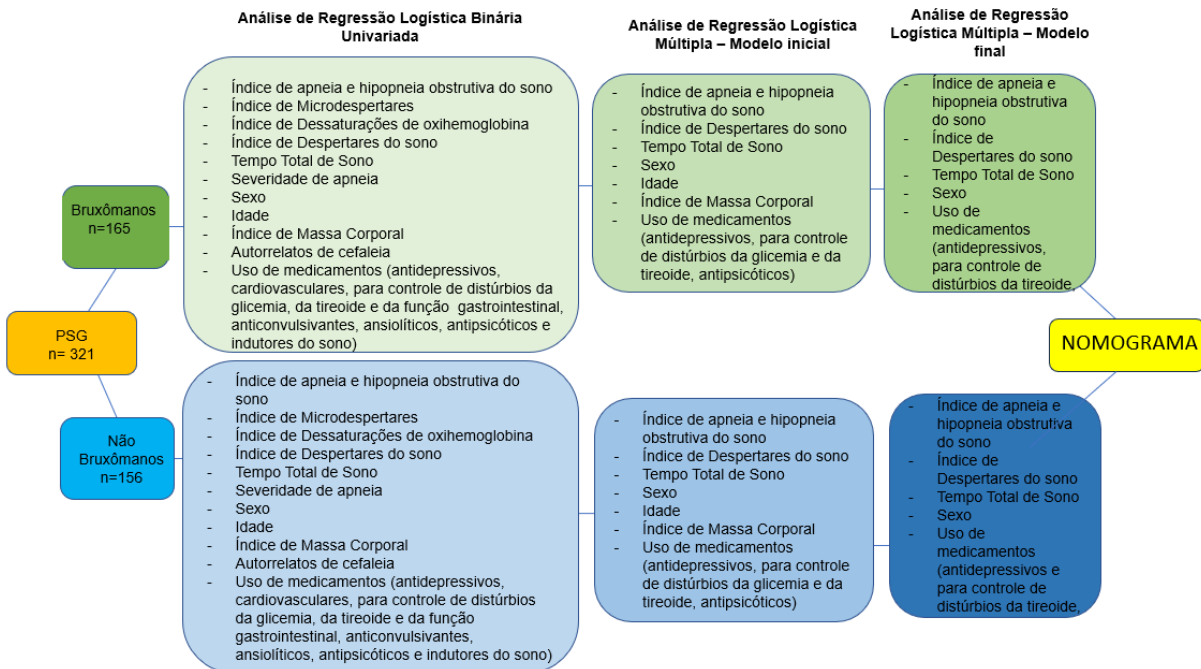 Análise de Regressão Logística Binária
Univariada
Análise de Regressão Logística
Múltipla – Modelo inicial
Análise de Regressão
Logística Múltipla – Modelo
final
PSG
n= 321
Bruxômanos
n=165
- Índice de apneia e hipopneia obstrutiva do sono
- Índice de Microdespertares
- Índice de Dessaturações de oxihemoglobina
- Índice de Despertares do sono
- Tempo Total de Sono
- Severidade de apneia
- Sexo
- Idade
- Índice de Massa Corporal
- Autorrelatos de cefaleia
- Uso de medicamentos (antidepressivos,
cardiovasculares, para controle de distúrbios da
glicemia, da tireoide e da função gastrointestinal,
anticonvulsivantes, ansiolíticos, antipsicóticos e
indutores do sono)
- Índice de apneia e hipopneia
obstrutiva do sono
- Índice de Despertares do sono
- Tempo Total de Sono
- Sexo
- Idade
- Índice de Massa Corporal
- Uso de medicamentos
(antidepressivos, para controle
de distúrbios da glicemia e da
tireoide, antipsicóticos)
- Índice de apneia e
hipopneia obstrutiva
do sono
- Índice de
Despertares do sono
- Tempo Total de Sono
- Sexo
- Uso de
medicamentos
(antidepressivos,
para controle de
distúrbios da tireoide,
Não
Bruxômanos
n=156
- Índice de apneia e hipopneia obstrutiva do
sono
- Índice de Microdespertares
- Índice de Dessaturações de oxihemoglobina
- Índice de Despertares do sono
- Tempo Total de Sono
- Severidade de apneia
- Sexo
- Idade
- Índice de Massa Corporal
- Autorrelatos de cefaleia
- Uso de medicamentos (antidepressivos,
cardiovasculares, para controle de distúrbios
da glicemia, da tireoide e da função
gastrointestinal, anticonvulsivantes,
ansiolíticos, antipsicóticos e indutores do sono)
- Índice de apneia e hipopneia
obstrutiva do sono
- Índice de Despertares do sono
- Tempo Total de Sono
- Sexo
- Idade
- Índice de Massa Corporal
- Uso de medicamentos
(antidepressivos, para controle
de distúrbios da glicemia e da
tireoide, antipsicóticos)
- Índice de apneia e
hipopneia obstrutiva
do sono
- Índice de
Despertares do sono
- Tempo Total de Sono
- Sexo
- Uso de
medicamentos
(antidepressivos e
para controle de
distúrbios da tireoide,
NOMOGRAMA